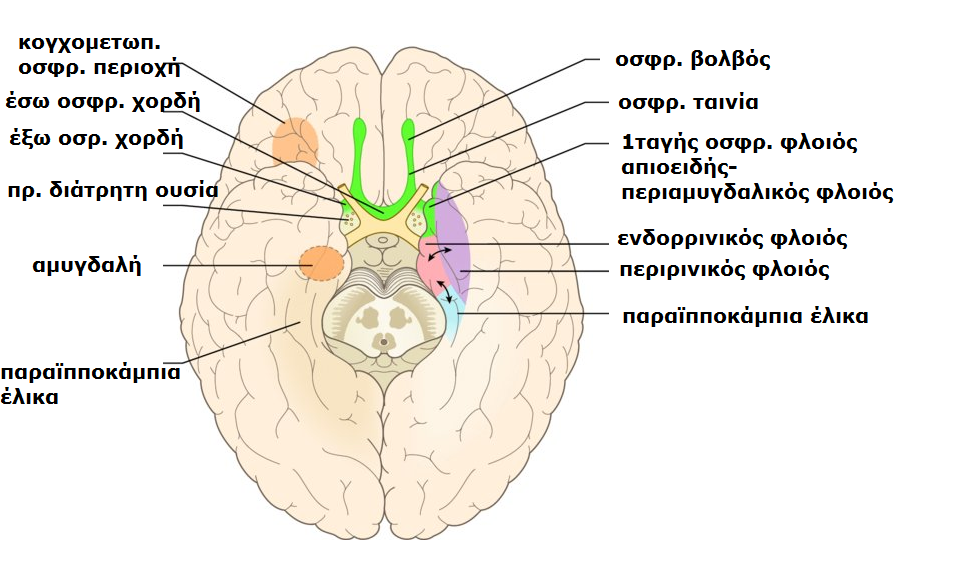 κογχομετωπ.
οσφρ. περιοχή
έσω οσφρ. χορδή
έξω οσρ. χορδή
πρ. διάτρητη ουσία
αμυγδαλή
παραϊπποκάμπια
έλικα
οσφρ. βολβός
οσφρ. ταινία
1ταγής οσφρ. φλοιός
απιοειδής-
περιαμυγδαλικός φλοιός
ενδορρινικός φλοιός
περιρινικός φλοιός
παραϊπποκάμπια έλικα